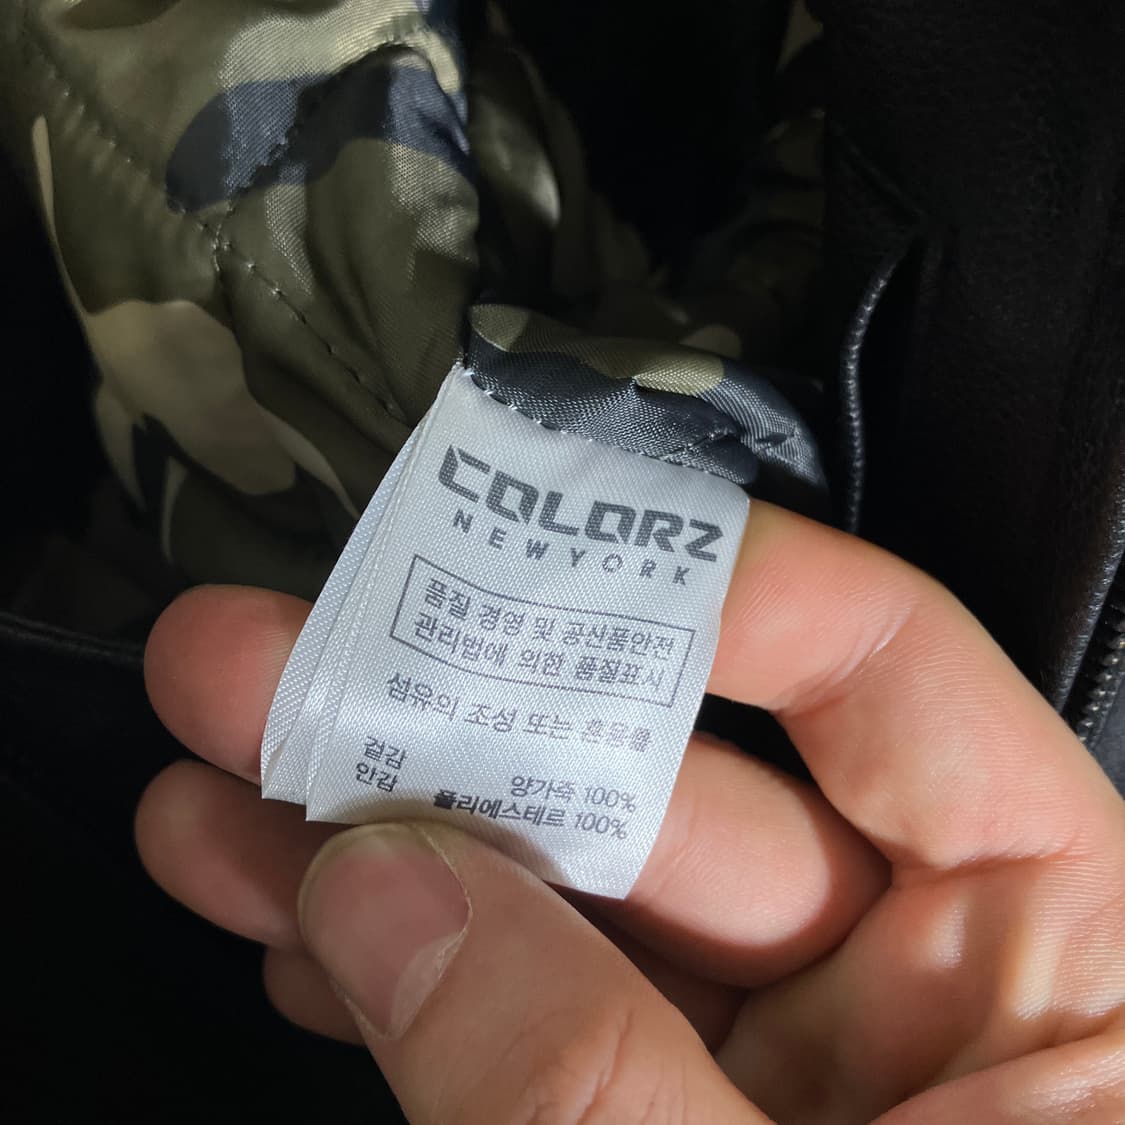 COLORZ
NEWYORK
품질 경영 및 공산품안전
관리법에 의한 품질표시
섬유의 조성 또는 혼용률
겉감 양가죽 100%
안감 폴리에스테르 100%